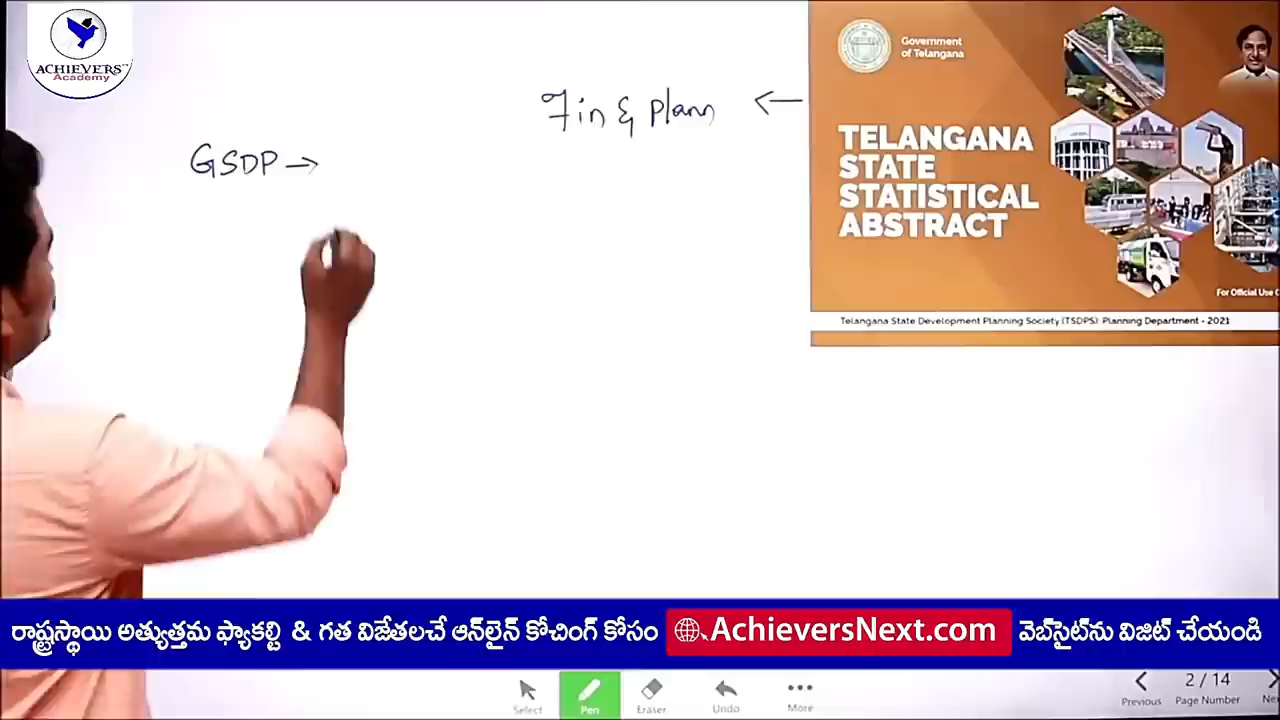 ACHIEVERS
Academy
GSDP →
Fin & Plann ←
Government
of Telangana
TELANGANA
STATE
STATISTICAL
ABSTRACT
For Official Use
Telangana State Development Planning Society (TSDPS) Planning Department - 2021
రాష్ట్రస్థాయి అత్యుత్తమ ఫ్యాకల్టి & గత విజేతలచే ఆన్‌లైన్ కోచింగ్ కోసం AchieversNext.com వెబ్‌సైట్‌ను విజిట్ చేయండి
Select Pen Eraser Undo More
Previous 2 / 14 Page Number